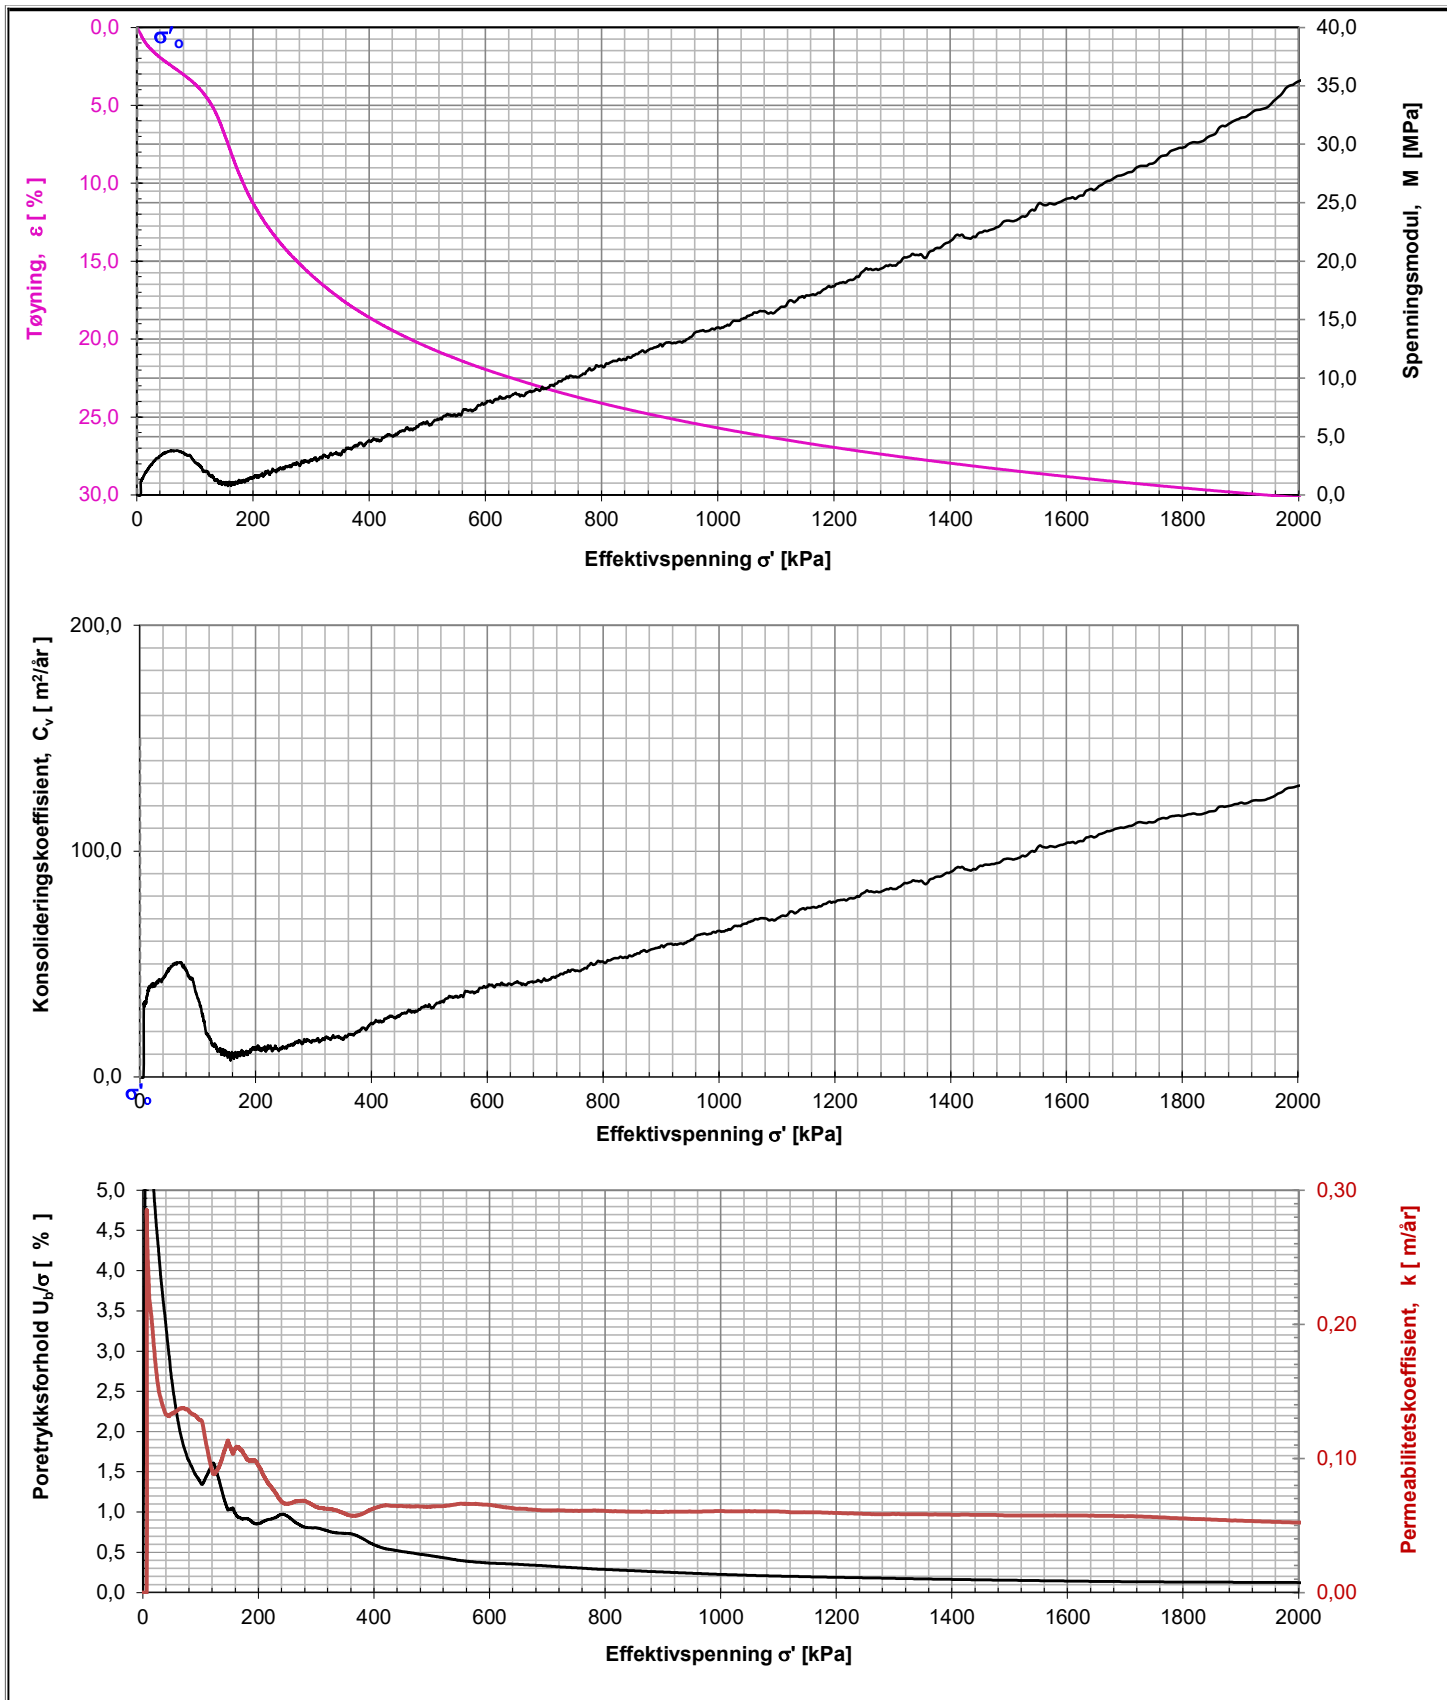 0,0
5,0
10,0
15,0
20,0
25,0
30,0
Tøyning, ε [ % ]
σ'o
40,0
35,0
30,0
25,0
20,0
15,0
10,0
5,0
0,0
Spenningsmodul, M [MPa]
0 200 400 600 800 1000 1200 1400 1600 1800 2000
Effektivspenning σ' [kPa]
200,0
100,0
0,0
Konsolideringskoeffisient, Cv [ m²/år ]
σ'o
0 200 400 600 800 1000 1200 1400 1600 1800 2000
Effektivspenning σ' [kPa]
5,0
4,5
4,0
3,5
3,0
2,5
2,0
1,5
1,0
0,5
0,0
Poretrykksforhold Ub/σ [ % ]
0,30
0,20
0,10
0,00
Permeabilitetskoeffisient, k [ m/år]
0 200 400 600 800 1000 1200 1400 1600 1800 2000
Effektivspenning σ' [kPa]